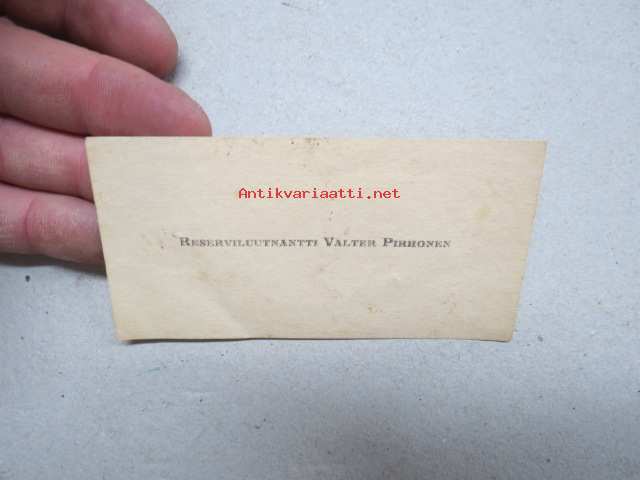 Antikvariaatti.net
RESERVILUUTNANTTI VALTER PIRHONEN